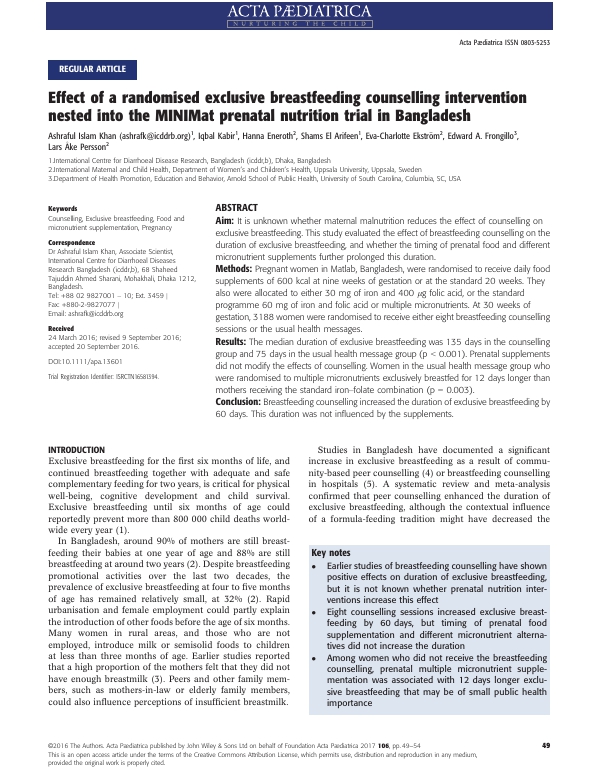 ACTA PÆDIATRICA
NURTURING THE CHILD
Acta Pædiatrica ISSN 0803-5253
REGULAR ARTICLE
Effect of a randomised exclusive breastfeeding counselling intervention
nested into the MINIMat prenatal nutrition trial in Bangladesh
Ashraful Islam Khan (ashrafk@icddrb.org)1, Iqbal Kabir1, Hanna Eneroth2, Shams El Arifeen1, Eva-Charlotte Ekström2, Edward A. Frongillo3,
Lars Åke Persson2
1.International Centre for Diarrhoeal Disease Research, Bangladesh (icddr,b), Dhaka, Bangladesh
2.International Maternal and Child Health, Department of Women's and Children's Health, Uppsala University, Uppsala, Sweden
3.Department of Health Promotion, Education and Behavior, Arnold School of Public Health, University of South Carolina, Columbia, SC, USA
Keywords
Counselling, Exclusive breastfeeding, Food and
micronutrient supplementation, Pregnancy
Correspondence
Dr Ashraful Islam Khan, Associate Scientist,
International Centre for Diarrhoeal Diseases
Research Bangladesh (icddr,b), 68 Shaheed
Tajuddin Ahmed Sharani, Mohakhali, Dhaka 1212,
Bangladesh.
Tel: +88 02 9827001 – 10; Ext. 3459 |
Fax: +880-2-9827077 |
Email: ashrafk@icddrb.org
Received
24 March 2016; revised 9 September 2016;
accepted 20 September 2016.
DOI:10.1111/apa.13601
Trial Registration Identifier: ISRCTN16581394.
ABSTRACT
Aim: It is unknown whether maternal malnutrition reduces the effect of counselling on
exclusive breastfeeding. This study evaluated the effect of breastfeeding counselling on the
duration of exclusive breastfeeding, and whether the timing of prenatal food and different
micronutrient supplements further prolonged this duration.
Methods: Pregnant women in Matlab, Bangladesh, were randomised to receive daily food
supplements of 600 kcal at nine weeks of gestation or at the standard 20 weeks. They
also were allocated to either 30 mg of iron and 400 μg folic acid, or the standard
programme 60 mg of iron and folic acid or multiple micronutrients. At 30 weeks of
gestation, 3188 women were randomised to receive either eight breastfeeding counselling
sessions or the usual health messages.
Results: The median duration of exclusive breastfeeding was 135 days in the counselling
group and 75 days in the usual health message group (p < 0.001). Prenatal supplements
did not modify the effects of counselling. Women in the usual health message group who
were randomised to multiple micronutrients exclusively breastfed for 12 days longer than
mothers receiving the standard iron–folate combination (p = 0.003).
Conclusion: Breastfeeding counselling increased the duration of exclusive breastfeeding by
60 days. This duration was not influenced by the supplements.
INTRODUCTION
Exclusive breastfeeding for the first six months of life, and
continued breastfeeding together with adequate and safe
complementary feeding for two years, is critical for physical
well-being, cognitive development and child survival.
Exclusive breastfeeding until six months of age could
reportedly prevent more than 800 000 child deaths world-
wide every year (1).
In Bangladesh, around 90% of mothers are still breast-
feeding their babies at one year of age and 88% are still
breastfeeding at around two years (2). Despite breastfeeding
promotional activities over the last two decades, the
prevalence of exclusive breastfeeding at four to five months
of age has remained relatively small, at 32% (2). Rapid
urbanisation and female employment could partly explain
the introduction of other foods before the age of six months.
Many women in rural areas, and those who are not
employed, introduce milk or semisolid foods to children
at less than three months of age. Earlier studies reported
that a high proportion of the mothers felt that they did not
have enough breastmilk (3). Peers and other family mem-
bers, such as mothers-in-law or elderly family members,
could also influence perceptions of insufficient breastmilk.
Studies in Bangladesh have documented a significant
increase in exclusive breastfeeding as a result of commu-
nity-based peer counselling (4) or breastfeeding counselling
in hospitals (5). A systematic review and meta-analysis
confirmed that peer counselling enhanced the duration of
exclusive breastfeeding, although the contextual influence
of a formula-feeding tradition might have decreased the
Key notes
• Earlier studies of breastfeeding counselling have shown
positive effects on duration of exclusive breastfeeding,
but it is not known whether prenatal nutrition inter-
ventions increase this effect
• Eight counselling sessions increased exclusive breast-
feeding by 60 days, but timing of prenatal food
supplementation and different micronutrient alterna-
tives did not increase the duration
• Among women who did not receive the breastfeeding
counselling, prenatal multiple micronutrient supple-
mentation was associated with 12 days longer exclu-
sive breastfeeding that may be of small public health
importance
©2016 The Authors. Acta Pædiatrica published by John Wiley & Sons Ltd on behalf of Foundation Acta Pædiatrica 2017 106, pp.49–54
49
This is an open access article under the terms of the Creative Commons Attribution License, which permits use, distribution and reproduction in any medium,
provided the original work is properly cited.